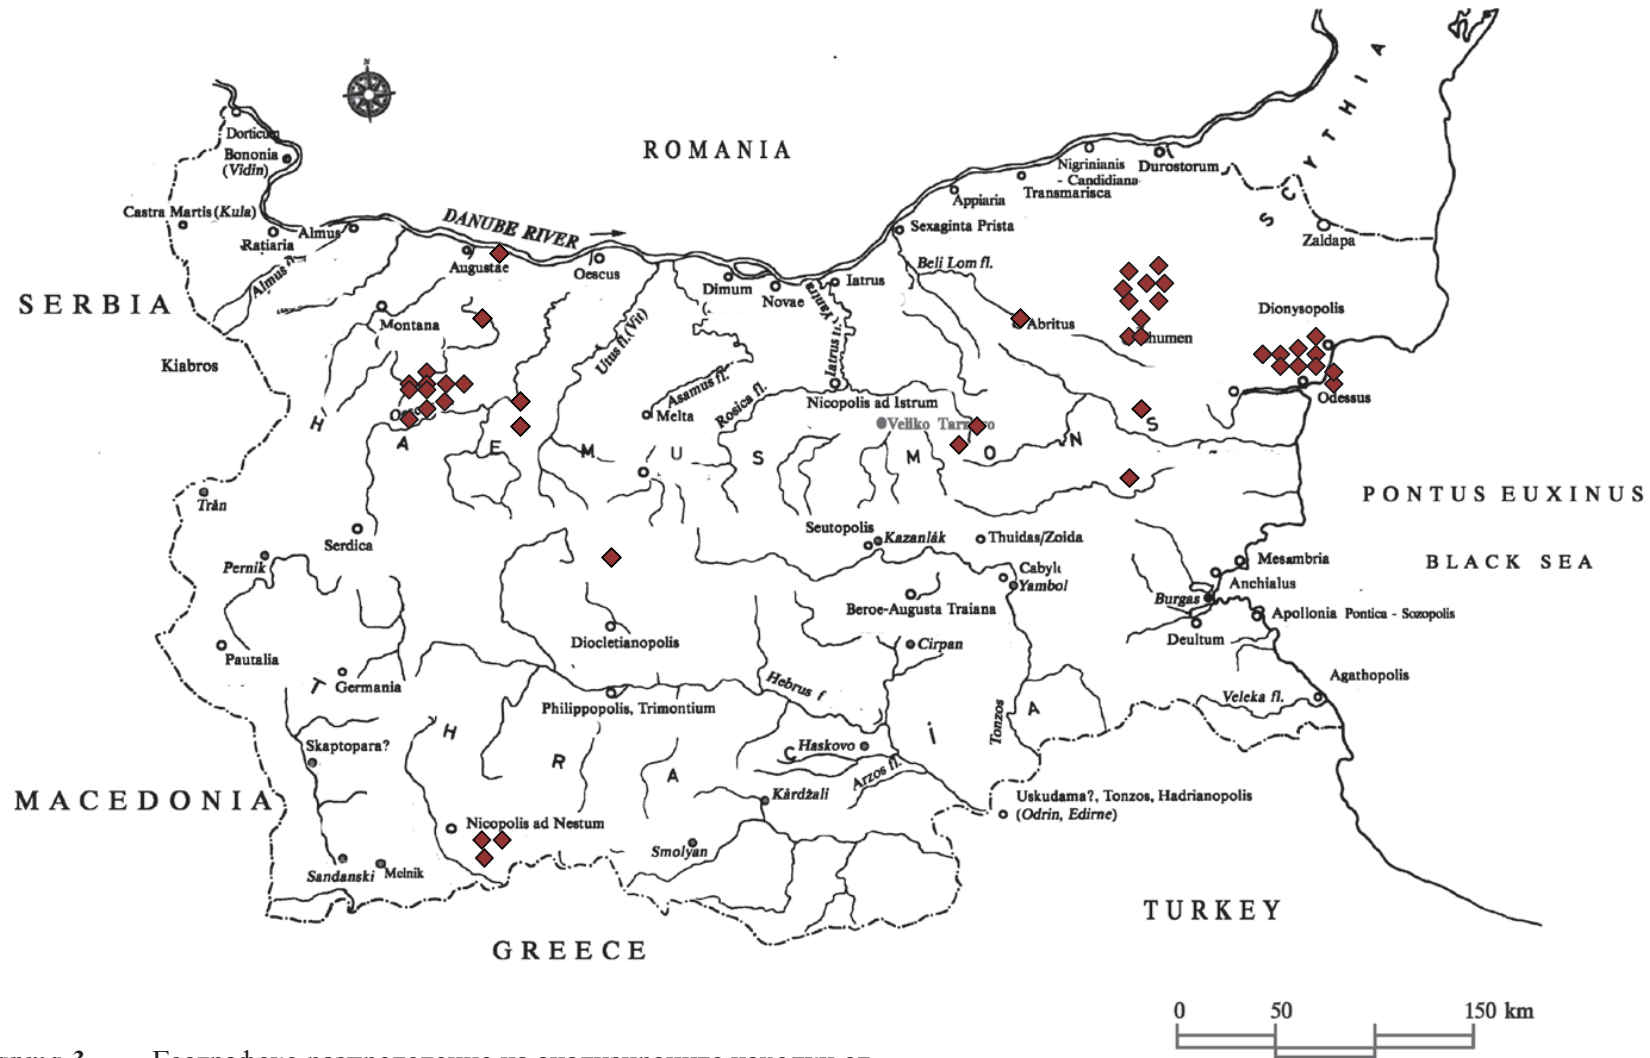 N
SCYTHIA
ROMANIA
Dorticum
Bononia
(Vidin)
Castra Martis (Kula)
Ratiaria
Almus
Almus fl.
DANUBE RIVER
Augustae
Oescus
Dimum
Novae
Iatrus
Sexaginta Prista
Appiaria
Transmarisca
Nigrinianis
- Candidiana
Durostorum
Zaldapa
Beli Lom fl.
SERBIA
Montana
Kiabros
Utus fl. (Vit)
Asamus fl.
Melta
Rosica fl.
Yantra
Iatrus fl.
Abritus
humen
Dionysopolis
Odessus
Nicopolis ad Istrum
Veliko Tarn vo
HAEMUS MONS
PONTUS EUXINUS
BLACK SEA
Trăn
Serdica
Pernik
Seutopolis
Kazanlăk
Thuidas/Zoida
Cabyle
Yambol
Mesambria
Anchialus
Burgas
Apollonia Pontica - Sozopolis
Deultum
Beroe-Augusta Traiana
Cirpan
Diocletianopolis
Pautalia
Germania
Agathopolis
Veleka fl.
Hebrus f
Philippopolis, Trimontium
Tonzos
THRACiA
Skaptopara?
Haskovo
Arzos fl.
Kărdžali
MACEDONIA
Uskudama?, Tonzos, Hadrianopolis
(Odrin, Edirne)
Nicopolis ad Nestum
Smolyan
Sandanski
Melnik
GREECE
TURKEY
0 50 150 km